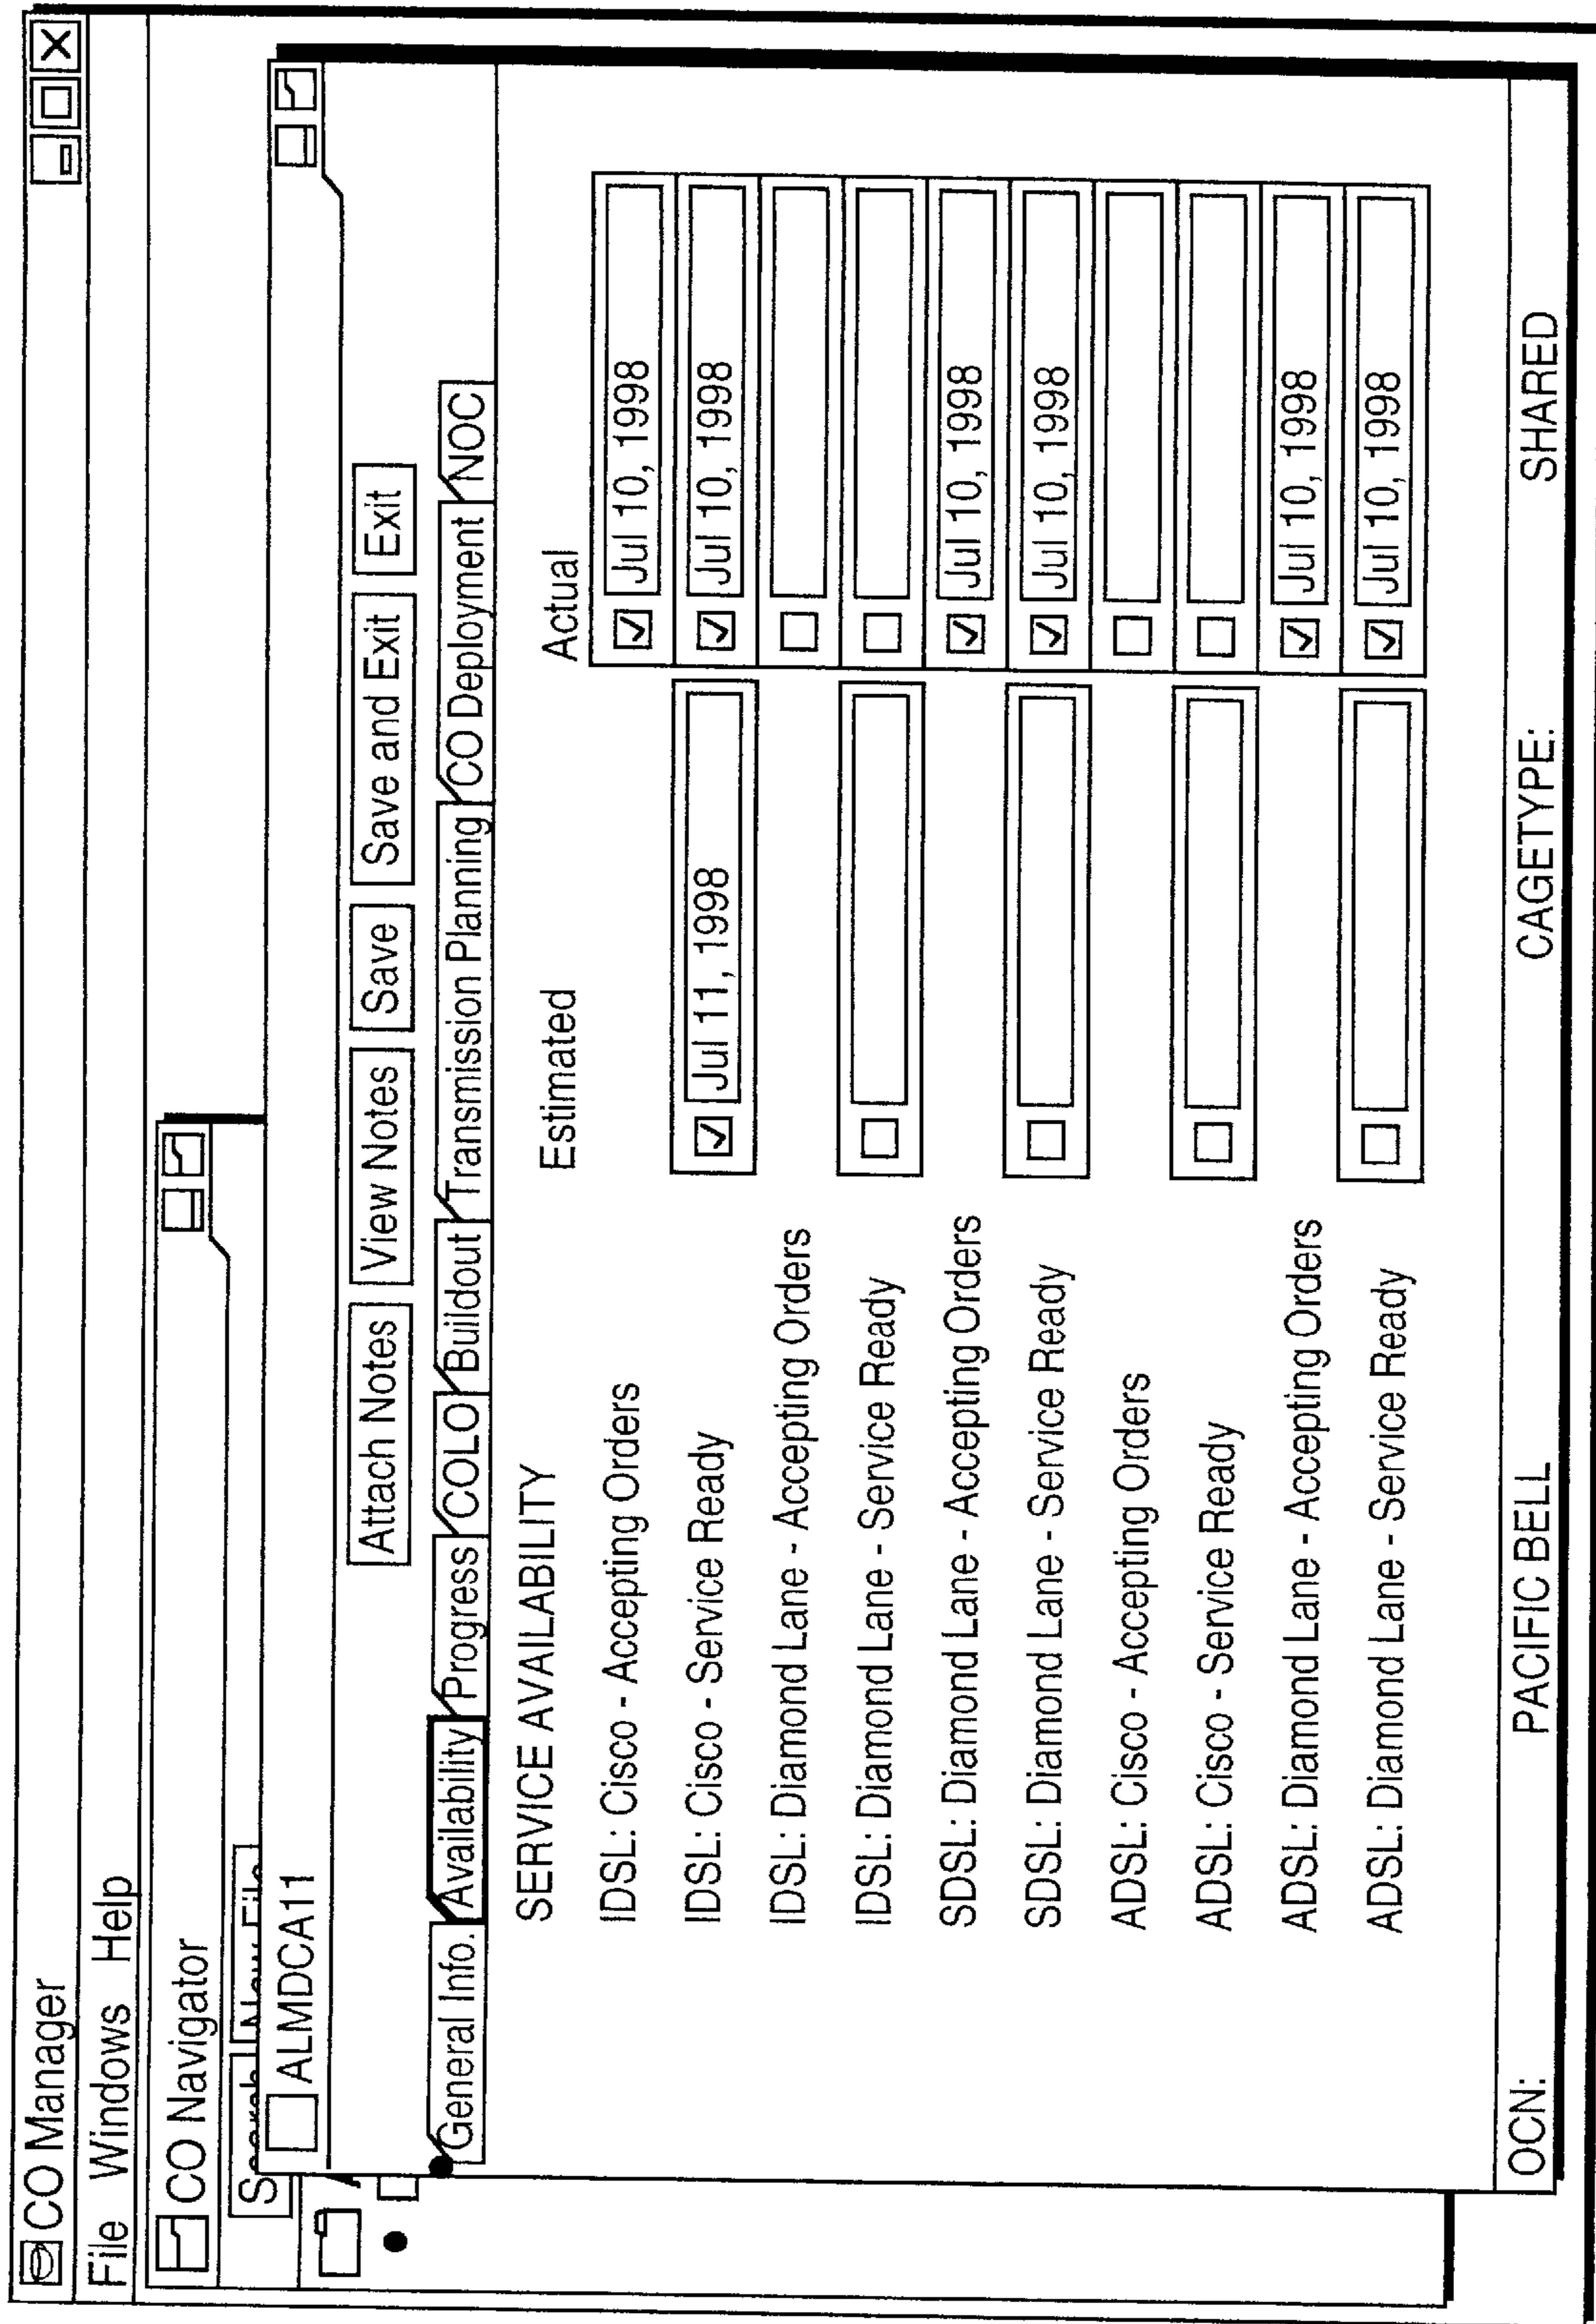 CO Manager
File Windows Help
CO Navigator
Search New File
ALMDCA11
Attach Notes View Notes Save Save and Exit Exit
General Info. Availability Progress COLO Buildout Transmission Planning CO Deployment NOC
SERVICE AVAILABILITY Estimated Actual
IDSL: Cisco - Accepting Orders Jul 10, 1998
IDSL: Cisco - Service Ready Jul 11, 1998 Jul 10, 1998
IDSL: Diamond Lane - Accepting Orders
IDSL: Diamond Lane - Service Ready
SDSL: Diamond Lane - Accepting Orders Jul 10, 1998
SDSL: Diamond Lane - Service Ready Jul 10, 1998
ADSL: Cisco - Accepting Orders
ADSL: Cisco - Service Ready
ADSL: Diamond Lane - Accepting Orders Jul 10, 1998
ADSL: Diamond Lane - Service Ready Jul 10, 1998
OCN: PACIFIC BELL CAGETYPE: SHARED